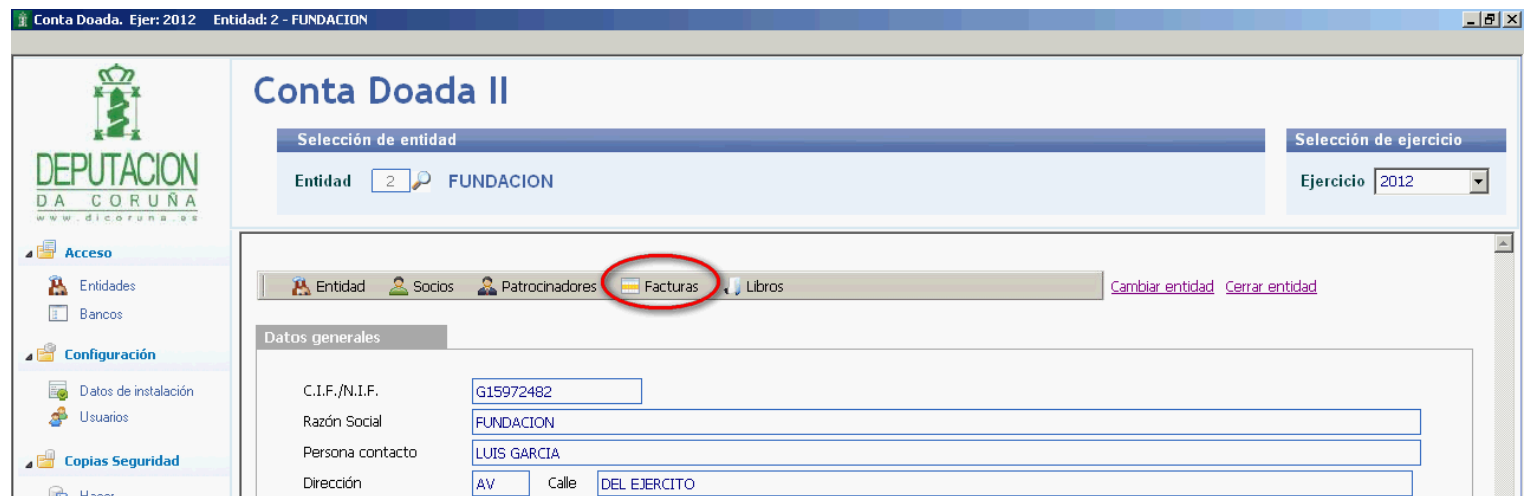 Conta Doada. Ejer: 2012 Entidad: 2 - FUNDACION
Conta Doada II
DEPUTACION
DA CORUÑA
www.dicoruna.es
Selección de entidad
Entidad 2 FUNDACION
Selección de ejercicio
Ejercicio 2012
Acceso
Entidades
Bancos
Configuración
Datos de instalación
Usuarios
Copias Seguridad
Hacer
Entidad Socios Patrocinadores Facturas Libros
Cambiar entidad Cerrar entidad
Datos generales
C.I.F./N.I.F. G15972482
Razón Social FUNDACION
Persona contacto LUIS GARCIA
Dirección AV Calle DEL EJERCITO